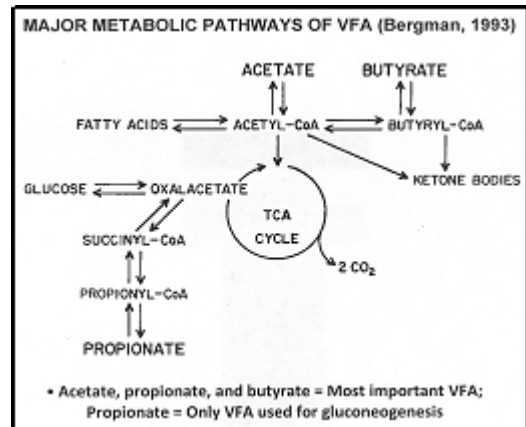 MAJOR METABOLIC PATHWAYS OF VFA (Bergman, 1993)
ACETATE BUTYRATE
FATTY ACIDS ACETYL-CoA BUTYRYL-CoA
KETONE BODIES
GLUCOSE OXALACETATE
TCA
CYCLE
SUCCINYL-CoA
2 CO₂
PROPIONYL-CoA
PROPIONATE
• Acetate, propionate, and butyrate = Most important VFA;
Propionate = Only VFA used for gluconeogenesis